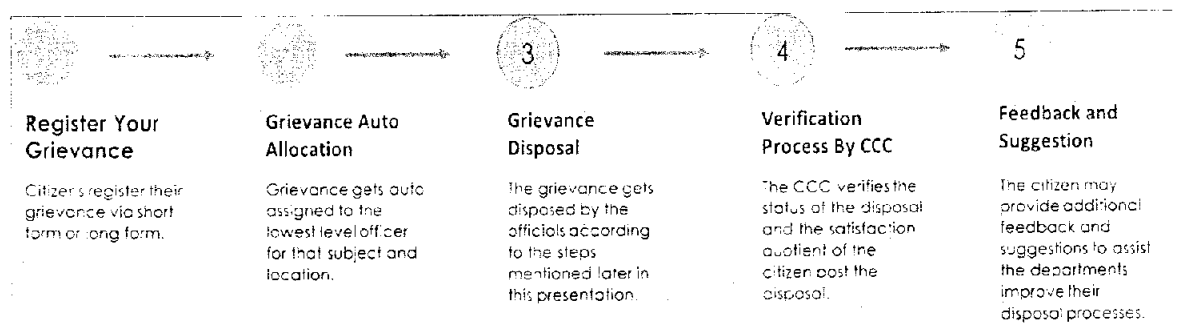 3
4
5
Register Your
Grievance
Citizens register their
grievance via short
form or long form.
Grievance Auto
Allocation
Grievance gets auto
assigned to the
lowest level officer
for that subject and
location.
Grievance
Disposal
The grievance gets
disposed by the
officials according
to the steps
mentioned later in
this presentation.
Verification
Process By CCC
The CCC verifies the
status of the disposal
and the satisfaction
quotient of the
citizen post the
disposal.
Feedback and
Suggestion
The citizen may
provide additional
feedback and
suggestions to assist
the departments
improve their
disposal processes.